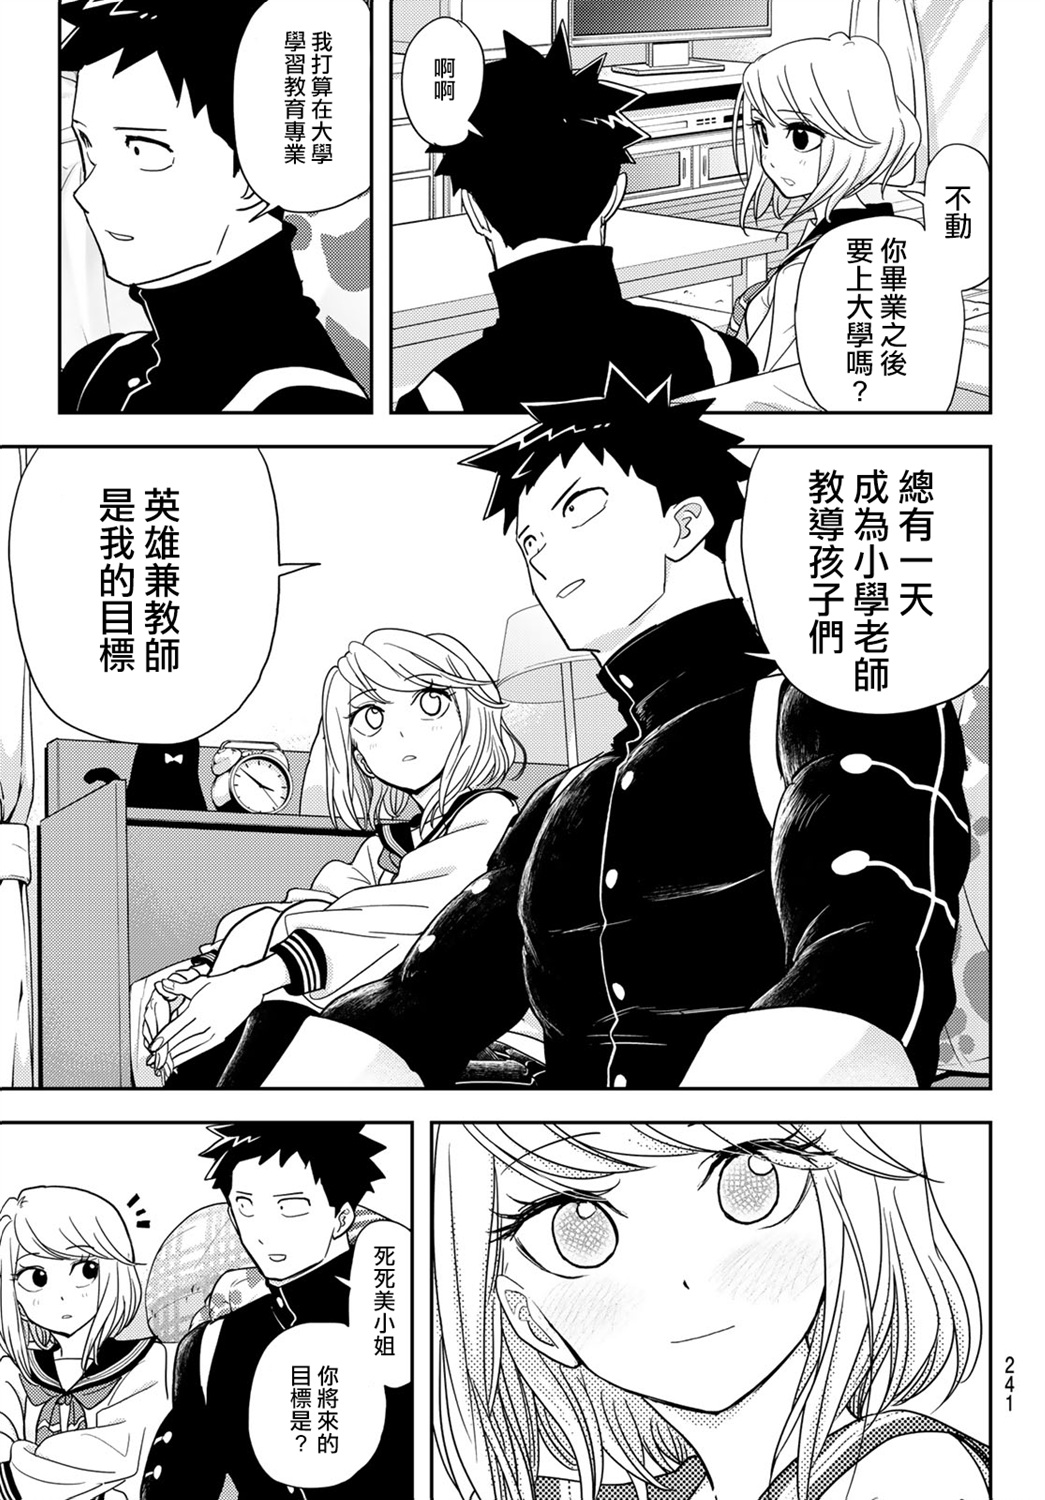 不動
你畢業之後
要上大學嗎？
啊啊
我打算在大學
學習教育專業
總有一天
成為小學老師
教導孩子們
英雄兼教師
是我的目標
死死美小姐
你將來的
目標是？
241